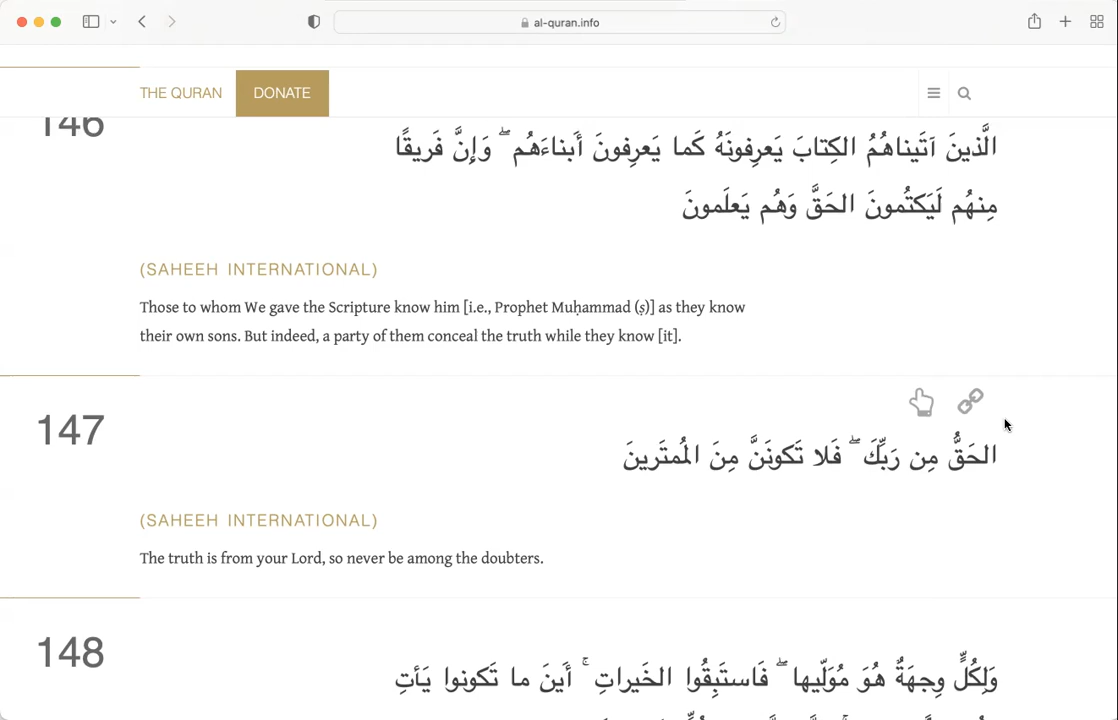 al-quran.info
THE QURAN
DONATE
146
الَّذينَ آتَيناهُمُ الكِتابَ يَعرِفونَهُ كَما يَعرِفونَ أَبناءَهُم ۖ وَإِنَّ فَريقًا
مِنهُم لَيَكتُمونَ الحَقَّ وَهُم يَعلَمونَ
(SAHEEH INTERNATIONAL)
Those to whom We gave the Scripture know him [i.e., Prophet Muḥammad (ṣ)] as they know
their own sons. But indeed, a party of them conceal the truth while they know [it].
147
الحَقُّ مِن رَبِّكَ ۖ فَلا تَكونَنَّ مِنَ المُمتَرينَ
(SAHEEH INTERNATIONAL)
The truth is from your Lord, so never be among the doubters.
148
وَلِكُلٍّ وِجهَةٌ هُوَ مُوَلّيها ۖ فَاستَبِقُوا الخَيراتِ ۚ أَينَ ما تَكونوا يَأتِ